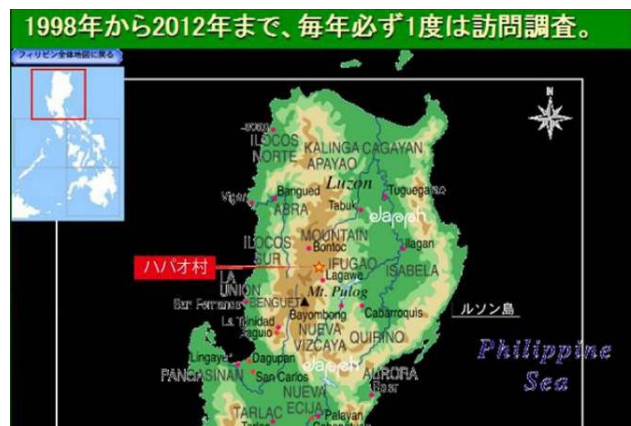 1998年から2012年まで、毎年必ず1度は訪問調査。
フィリピン全体地図に戻る
N
ILOCOS
NORTE
KALINGA
APAYAO
CAGAYAN
Luzon
Bangued
ABRA
Tabuk
Tuguegarao
MOUNTAIN
Bontoc
ILOCOS
SUR
Ilagan
ハパオ村
IFUGAO
ISABELA
Lagawe
LA
UNION
Mt. Pulog
BENGUET
San Fernando
Bayombong
Cabarroquis
ルソン島
La Trinidad
Baguio
NUEVA
VIZCAYA
QUIRINO
Philippine
Sea
Lingayen
Dagupan
PANGASINAN
San Carlos
AURORA
Baler
NUEVA
ECIJA
TARLAC
Palayan